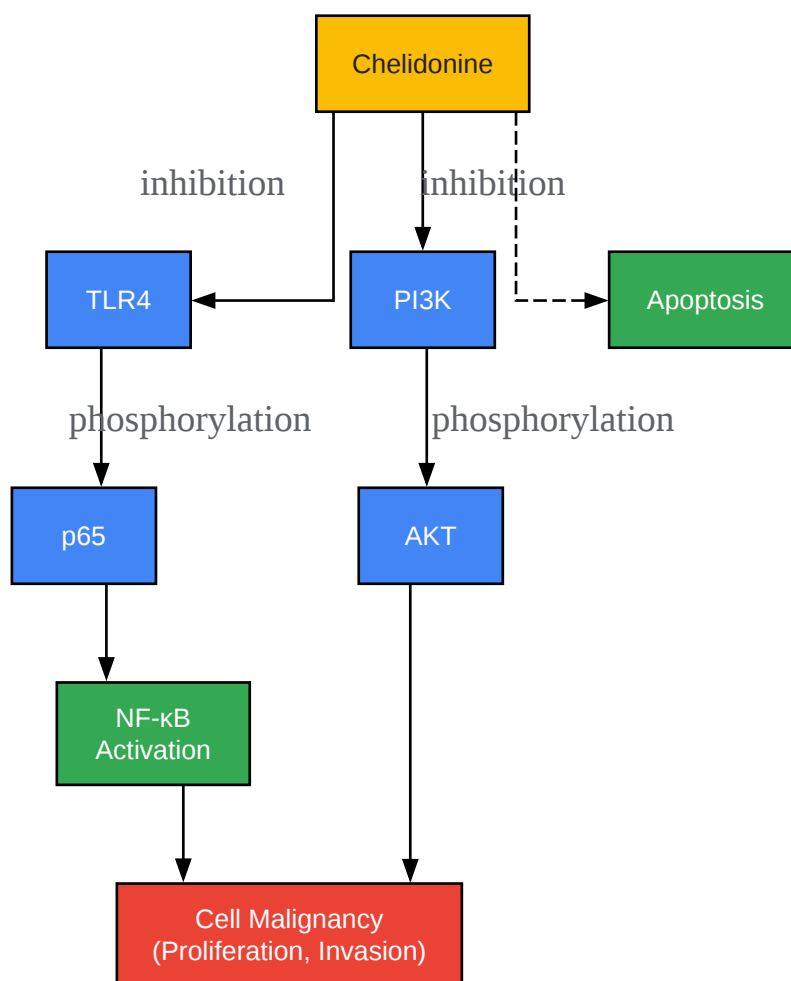 Chelidonine
inhibition
inhibition
TLR4
PI3K
Apoptosis
phosphorylation
phosphorylation
p65
AKT
NF-κB
Activation
Cell Malignancy
(Proliferation, Invasion)